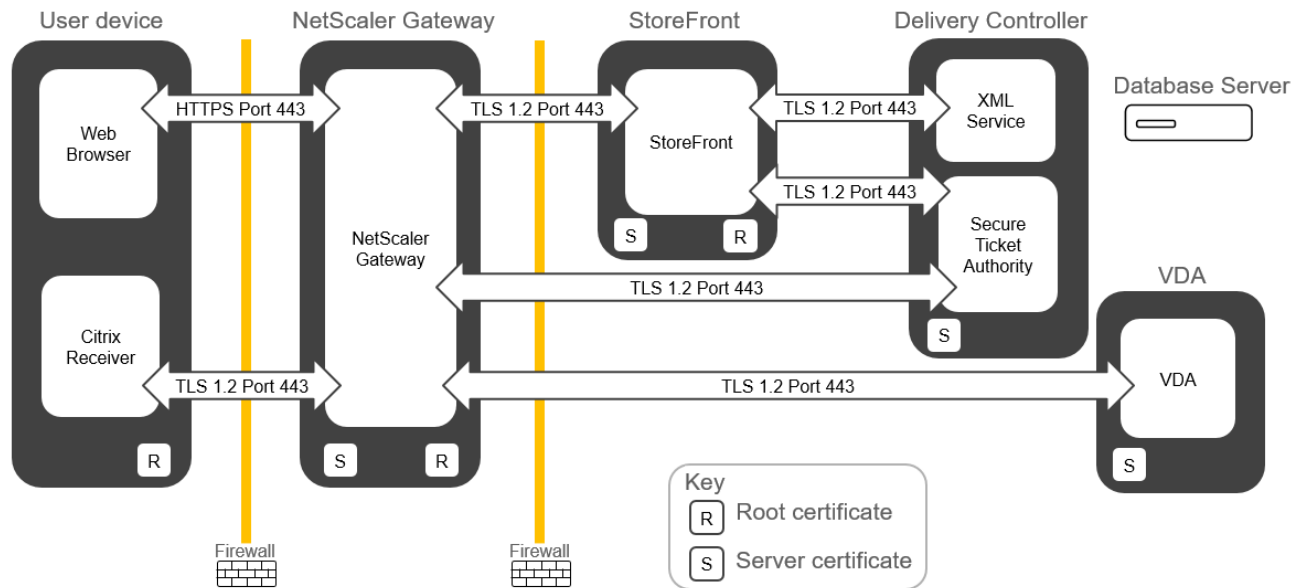 User device
NetScaler Gateway
StoreFront
Delivery Controller
Database Server
HTTPS Port 443
TLS 1.2 Port 443
TLS 1.2 Port 443
XML
Service
Web
Browser
StoreFront
TLS 1.2 Port 443
S
R
Secure
Ticket
Authority
NetScaler
Gateway
TLS 1.2 Port 443
S
VDA
Citrix
Receiver
TLS 1.2 Port 443
TLS 1.2 Port 443
VDA
R
S
R
S
Key
R
Root certificate
S
Server certificate
Firewall
Firewall